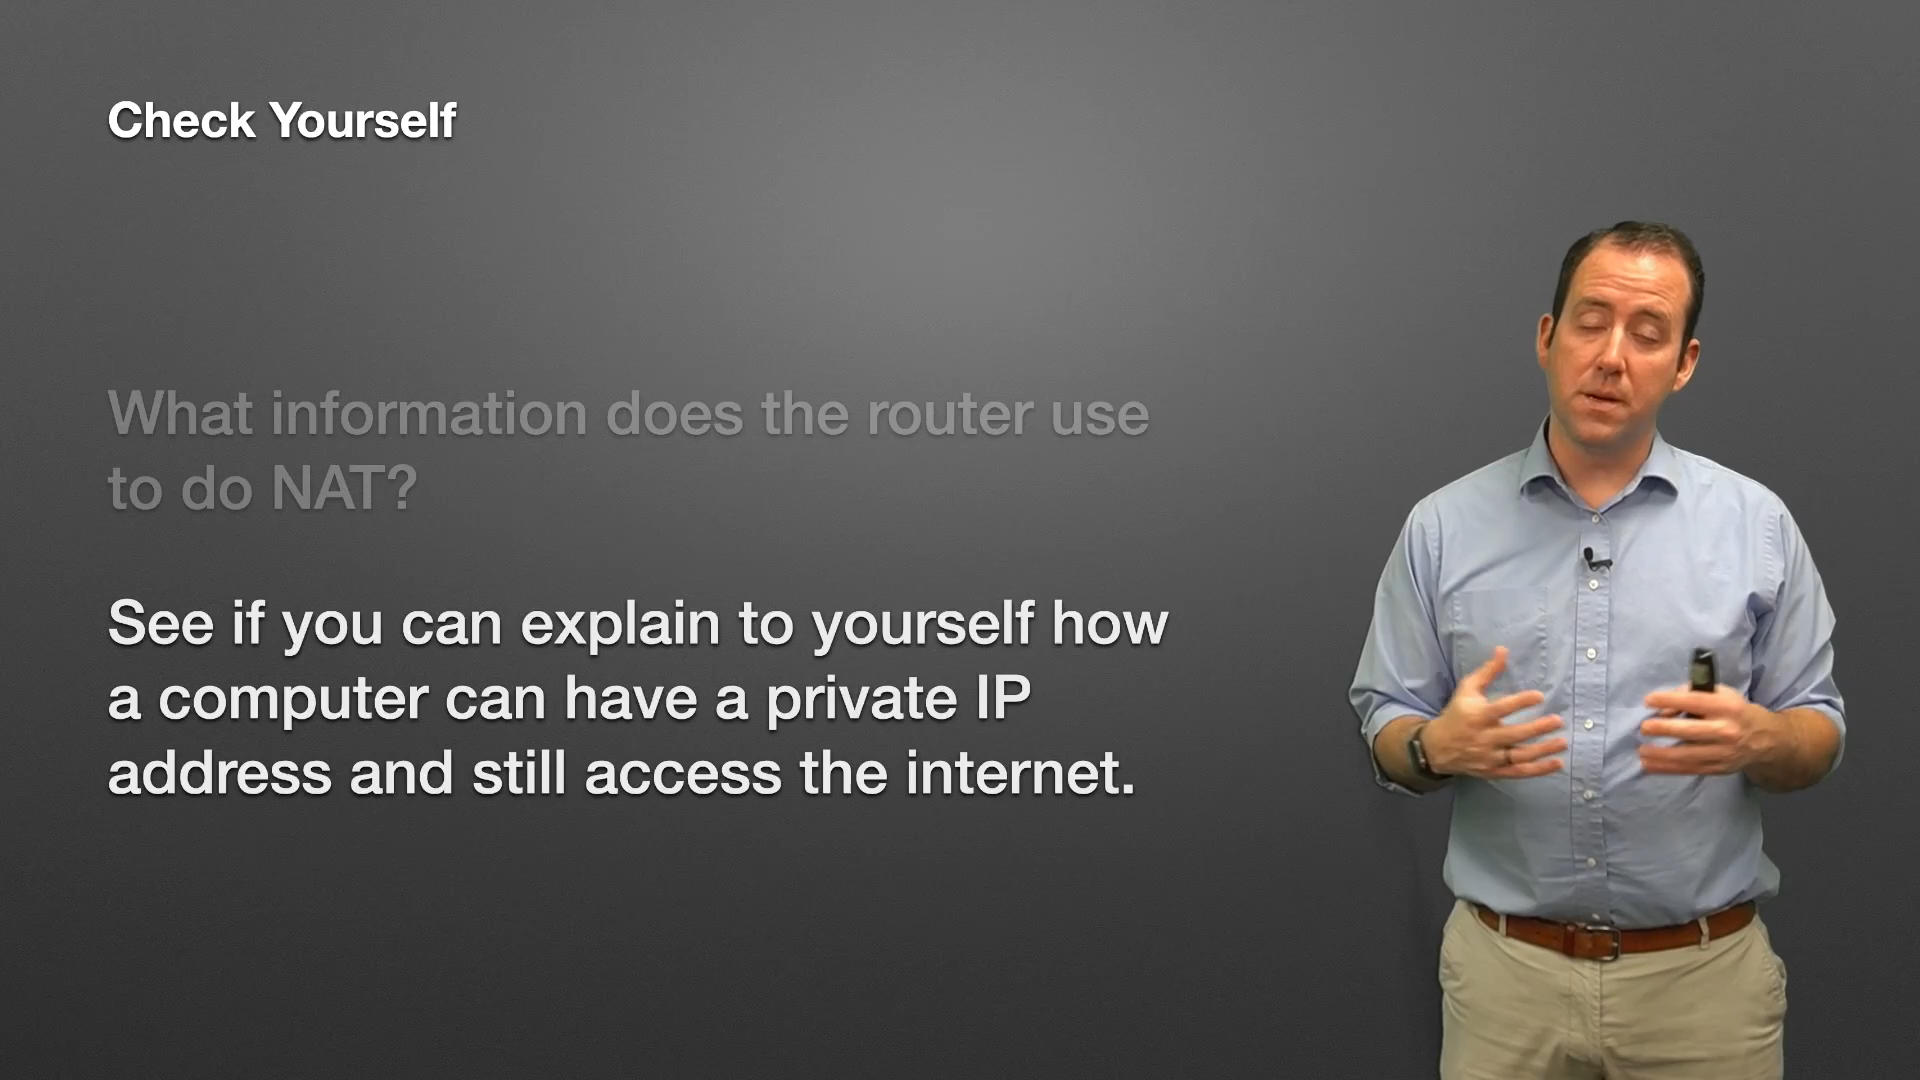 Check Yourself
What information does the router use
to do NAT?
See if you can explain to yourself how
a computer can have a private IP
address and still access the internet.